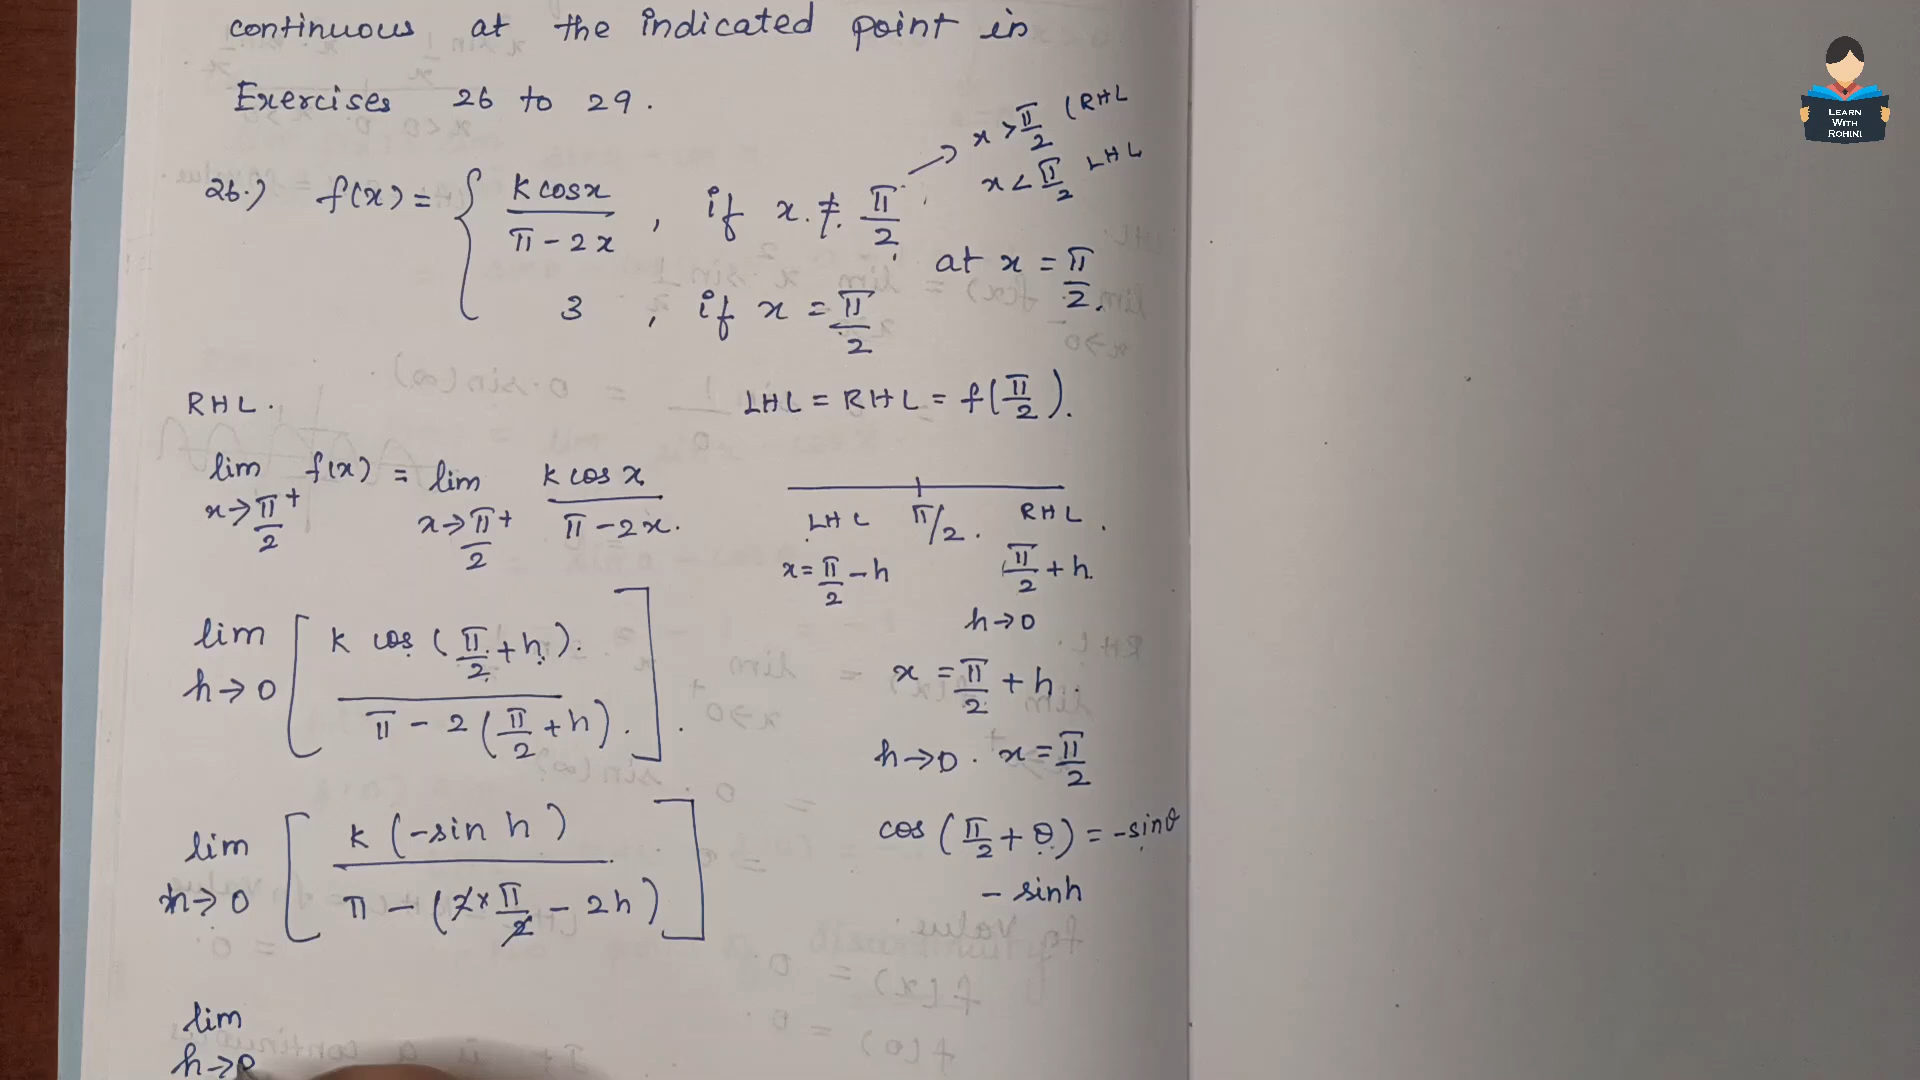 continuous at the indicated point in
Exercises 26 to 29.
x > π/2 (RHL
x < π/2 LHL
26.) f(x) = { k cos x / π - 2x , if x ≠ π/2
at x = π/2.
3 , if x = π/2
RHL.
LHL = RHL = f(π/2).
lim x→π/2+ f(x) = lim x→π/2+ k cos x / π - 2x.
LHL π/2. RHL.
x = π/2 - h π/2 + h.
h→0
lim h→0 [ k cos (π/2 + h). / π - 2 (π/2 + h). ].
x = π/2 + h.
h→0. x = π/2
lim h→0 [ k (-sin h) / π - (2 × π/2 - 2h) ]
cos (π/2 + θ) = -sin θ
- sin h
lim h→0
LEARN
WITH
ROHINI